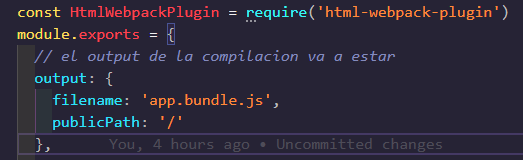 const HtmlWebpackPlugin = require('html-webpack-plugin')
module.exports = {
  // el output de la compilacion va a estar
  output: {
    filename: 'app.bundle.js',
    publicPath: '/'
  },        You, 4 hours ago • Uncommitted changes